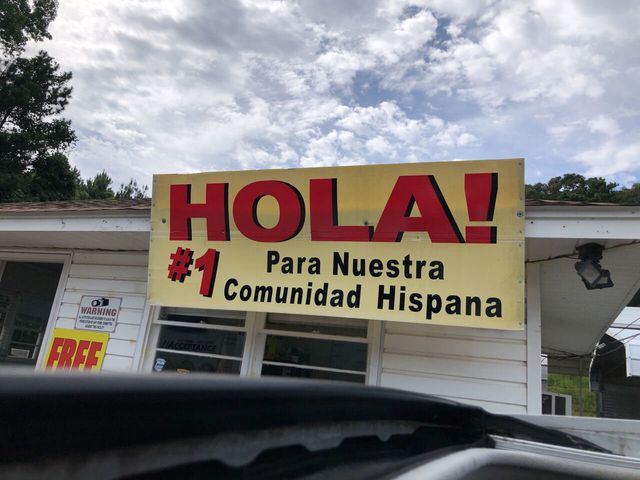 HOLA!
#1 Para Nuestra
Comunidad Hispana
WARNING
FREE
ACCEPTANCE